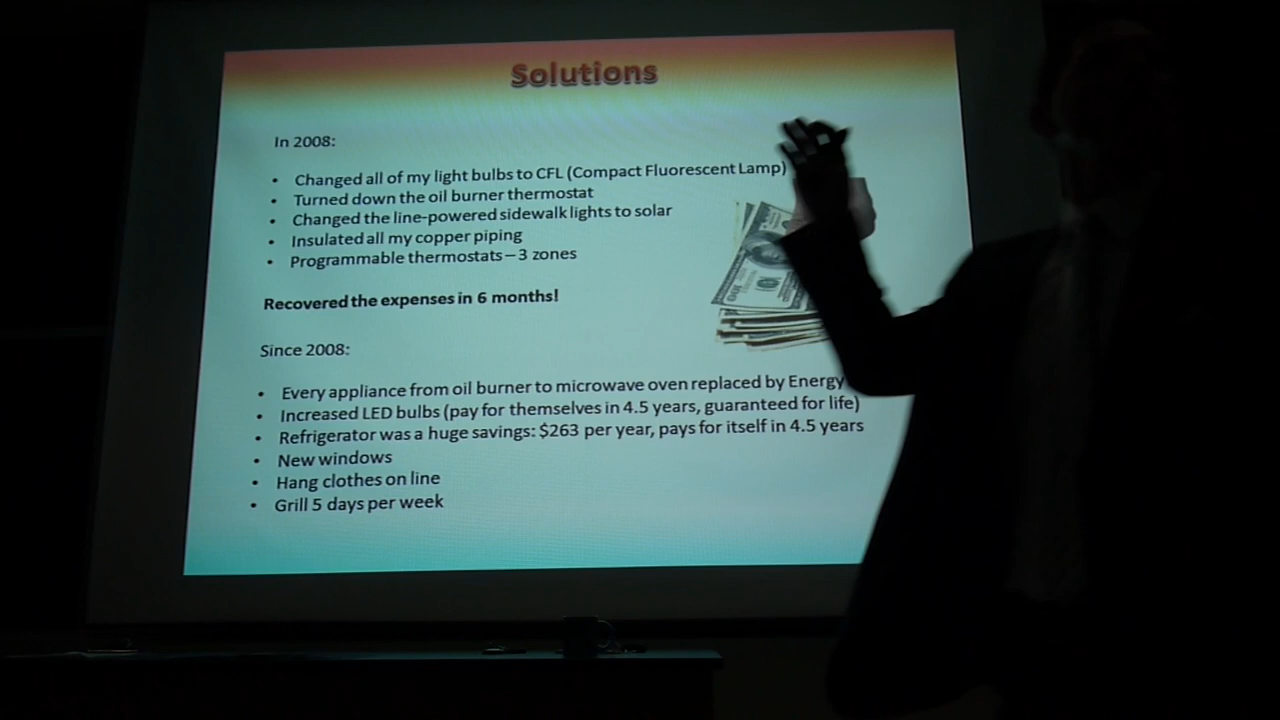 Solutions
In 2008:
• Changed all of my light bulbs to CFL (Compact Fluorescent Lamp)
• Turned down the oil burner thermostat
• Changed the line-powered sidewalk lights to solar
• Insulated all my copper piping
• Programmable thermostats – 3 zones
Recovered the expenses in 6 months!
100
Since 2008:
• Every appliance from oil burner to microwave oven replaced by Energy
• Increased LED bulbs (pay for themselves in 4.5 years, guaranteed for life)
• Refrigerator was a huge savings: $263 per year, pays for itself in 4.5 years
• New windows
• Hang clothes on line
• Grill 5 days per week